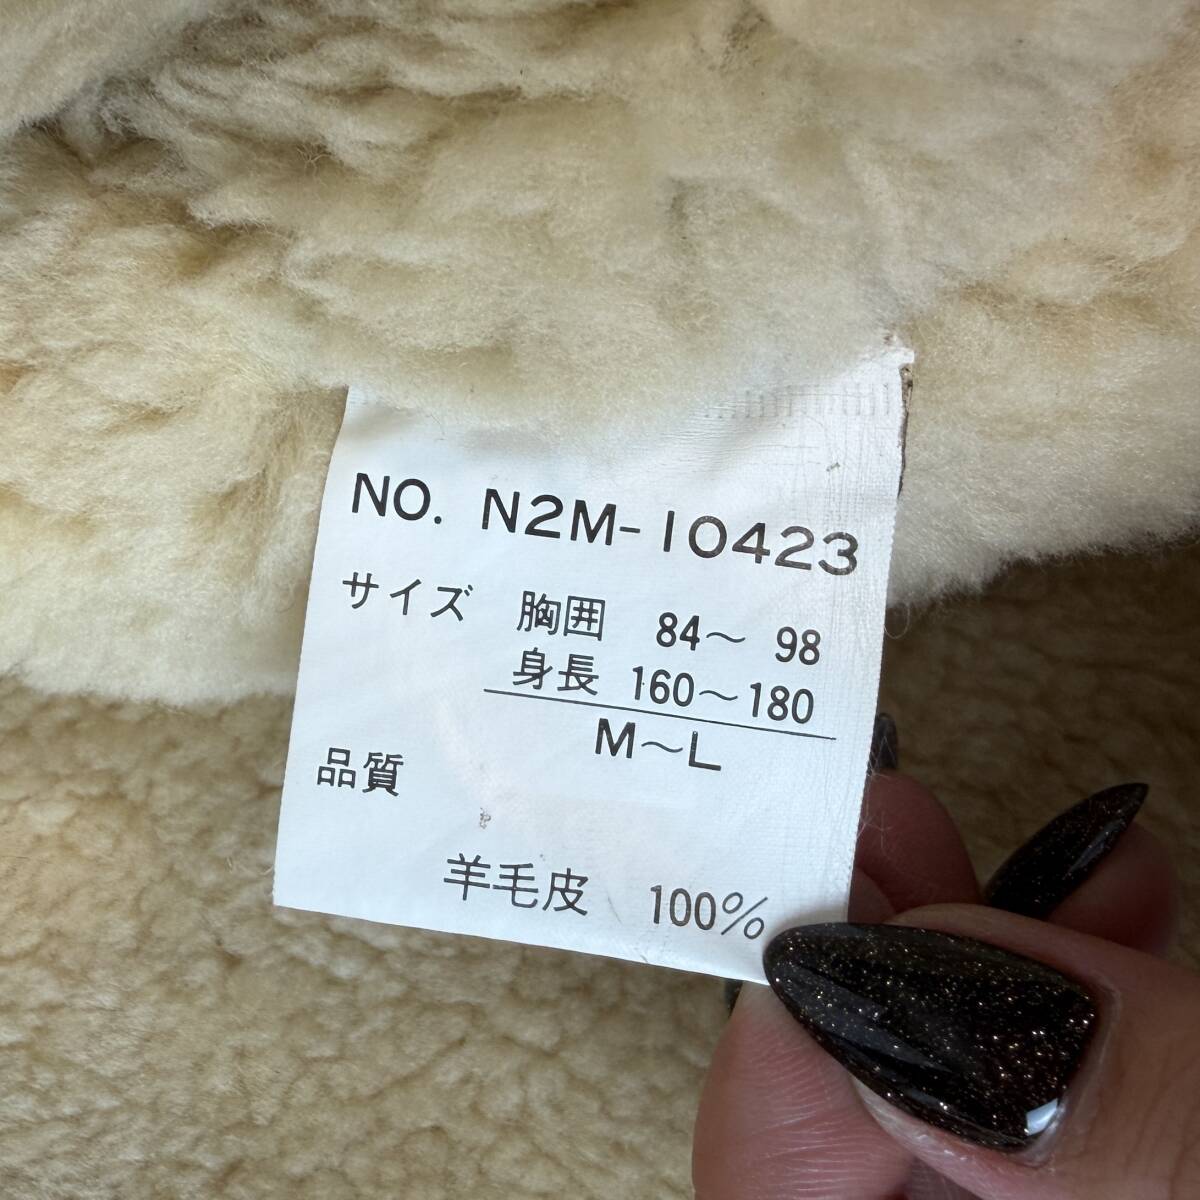 NO. N2M-10423
サイズ 胸囲 84～98
身長 160～180
M～L
品質
羊毛皮 100%